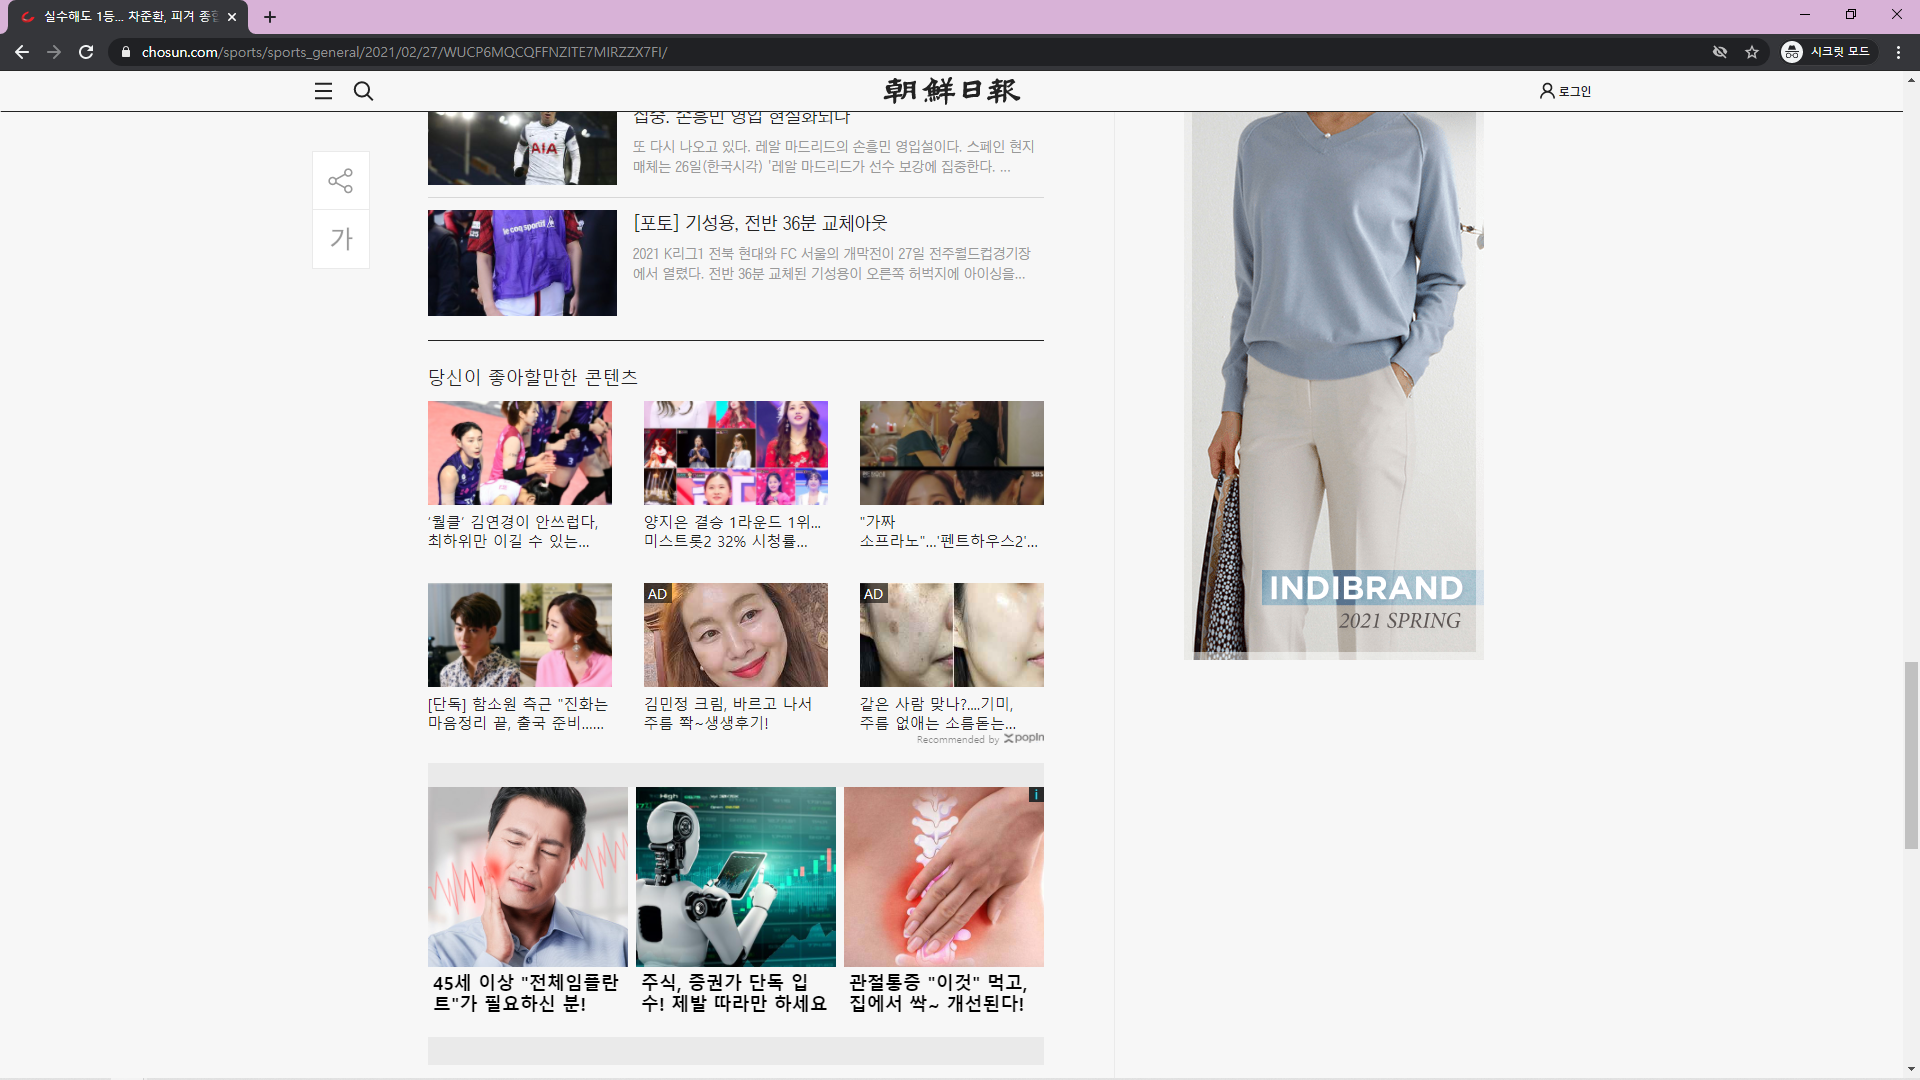 실수해도 1등... 차준환, 피겨 종합
chosun.com/sports/sports_general/2021/02/27/WUCP6MQCQFFNZITE7MIRZZX7FI/
시크릿 모드
朝鮮日報
로그인
집중. 손흥민 영입 현실화되나
AIA
또 다시 나오고 있다. 레알 마드리드의 손흥민 영입설이다. 스페인 현지
매체는 26일(한국시각) '레알 마드리드가 선수 보강에 집중한다. ...
가
le coq sportif
[포토] 기성용, 전반 36분 교체아웃
2021 K리그1 전북 현대와 FC 서울의 개막전이 27일 전주월드컵경기장
에서 열렸다. 전반 36분 교체된 기성용이 오른쪽 허벅지에 아이싱을...
당신이 좋아할만한 콘텐츠
SBS
'월클' 김연경이 안쓰럽다,
최하위만 이길 수 있는...
양지은 결승 1라운드 1위...
미스트롯2 32% 시청률...
"가짜
소프라노"...'펜트하우스2'...
INDIBRAND
2021 SPRING
AD
AD
[단독] 함소원 측근 "진화는
마음정리 끝, 출국 준비......
김민정 크림, 바르고 나서
주름 쫙~생생후기!
같은 사람 맞나?....기미,
주름 없애는 소름돋는...
Recommended by popIn
High
45세 이상 "전체임플란
트"가 필요하신 분!
주식, 증권가 단독 입
수! 제발 따라만 하세요
관절통증 "이것" 먹고,
집에서 싹~ 개선된다!